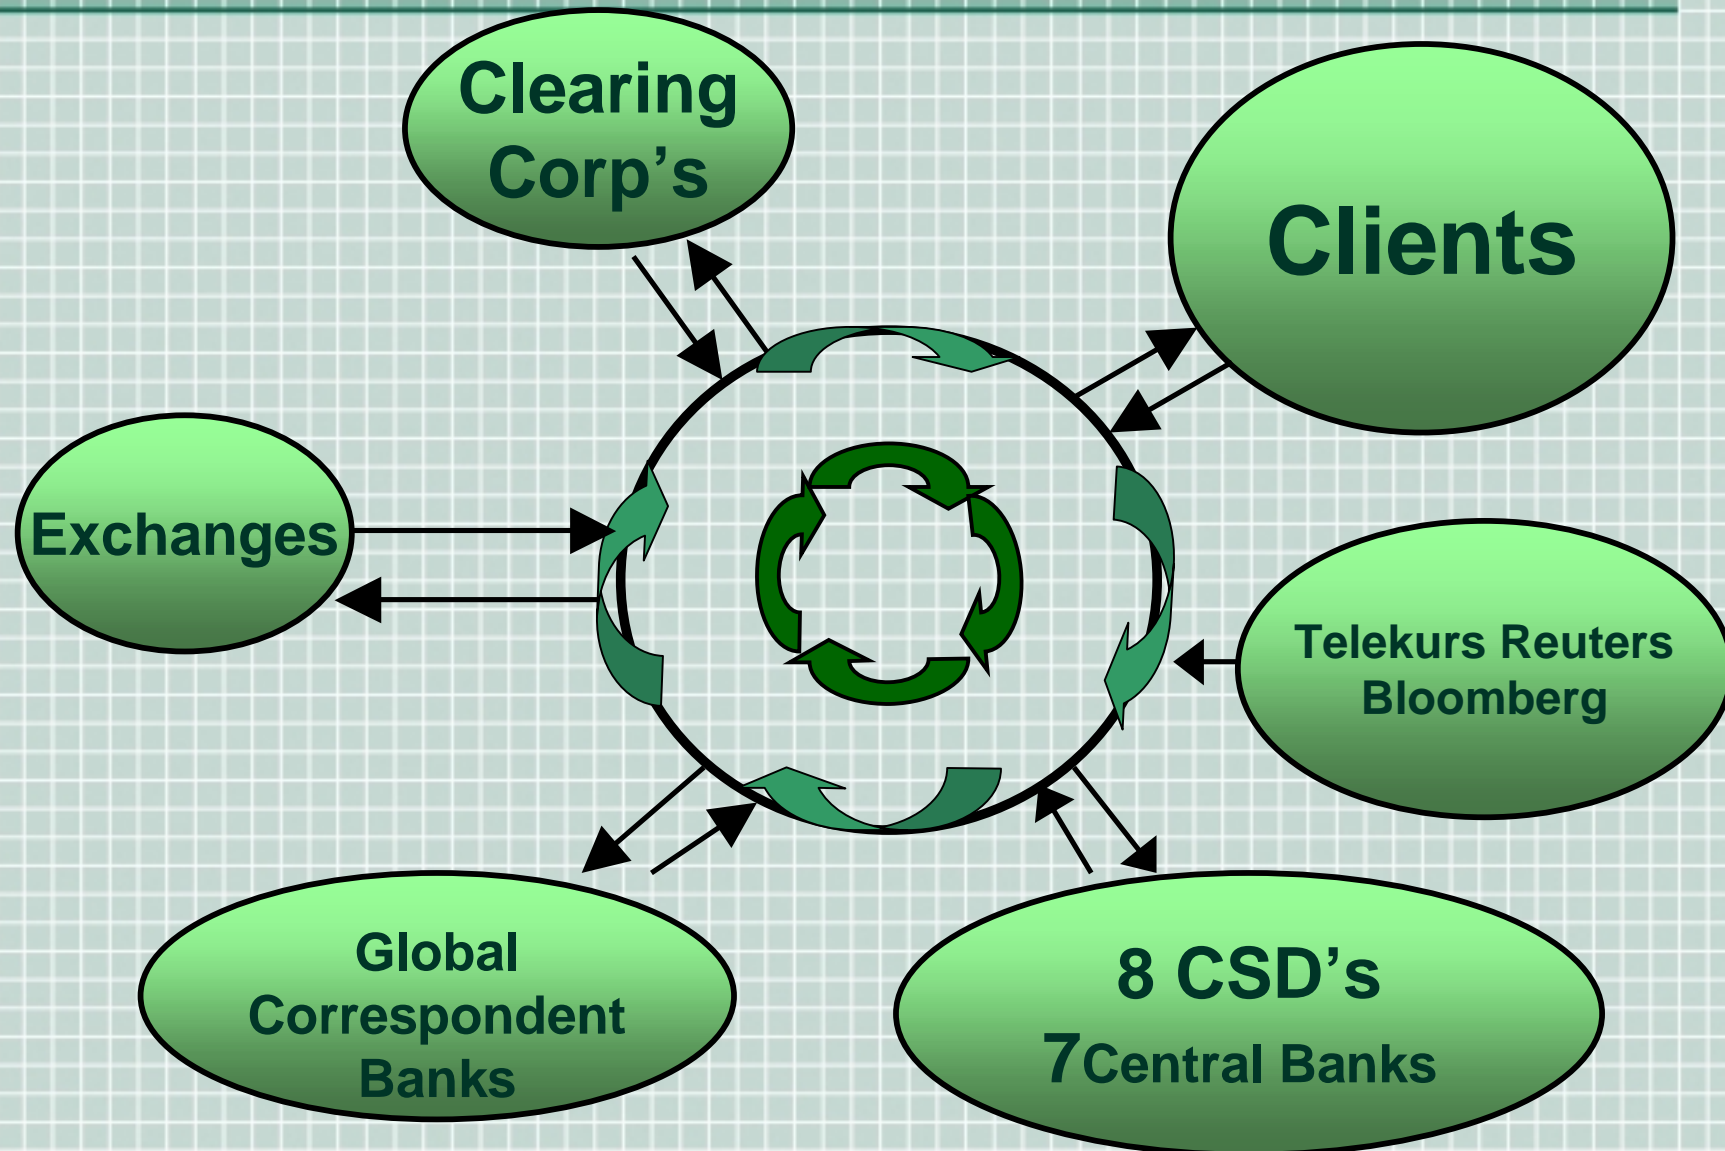 Clearing
Corp’s
Clients
Exchanges
Telekurs Reuters
Bloomberg
Global
Correspondent
Banks
8 CSD’s
7Central Banks